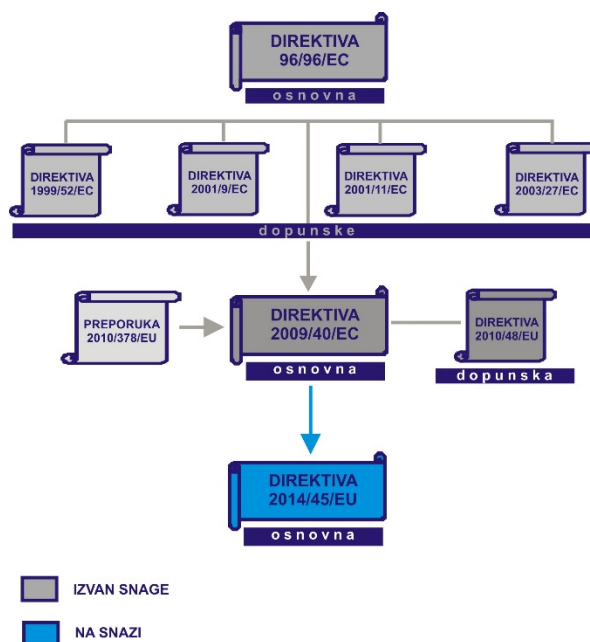 DIREKTIVA
96/96/EC
osnovna
DIREKTIVA
1999/52/EC
DIREKTIVA
2001/9/EC
DIREKTIVA
2001/11/EC
DIREKTIVA
2003/27/EC
dopunske
PREPORUKA
2010/378/EU
DIREKTIVA
2009/40/EC
osnovna
DIREKTIVA
2010/48/EU
dopunska
DIREKTIVA
2014/45/EU
osnovna
IZVAN SNAGE
NA SNAZI